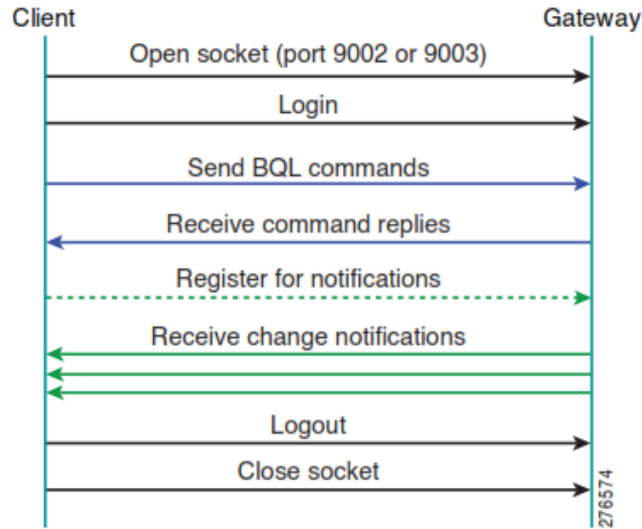 Client
Gateway
Open socket (port 9002 or 9003)
Login
Send BQL commands
Receive command replies
Register for notifications
Receive change notifications
Logout
Close socket
276574